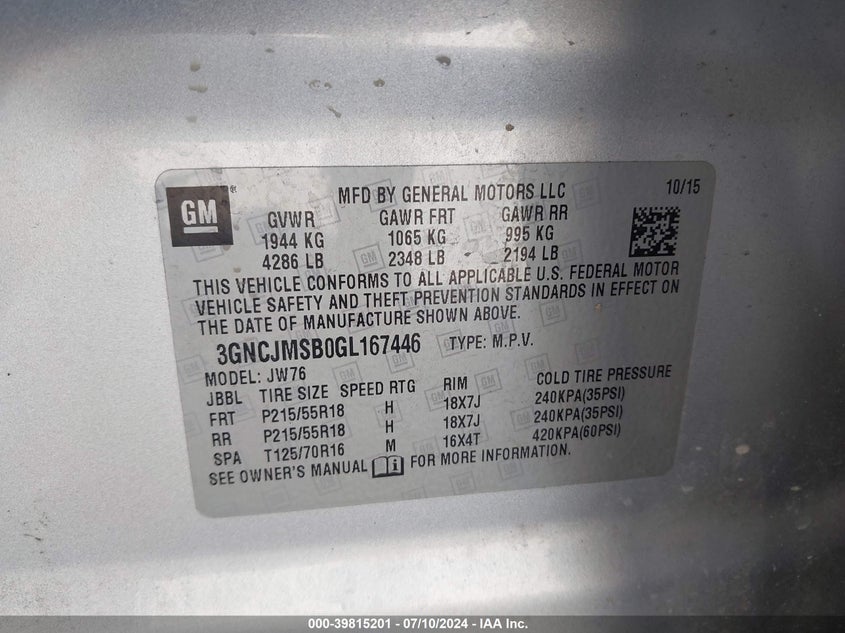 GM
MFD BY GENERAL MOTORS LLC 10/15
GVWR GAWR FRT GAWR RR
1944 KG 1065 KG 995 KG
4286 LB 2348 LB 2194 LB
THIS VEHICLE CONFORMS TO ALL APPLICABLE U.S. FEDERAL MOTOR
VEHICLE SAFETY AND THEFT PREVENTION STANDARDS IN EFFECT ON
THE DATE OF MANUFACTURE SHOWN ABOVE.
3GNCJMSB0GL167446 TYPE: M.P.V.
MODEL: JW76
JBBL TIRE SIZE SPEED RTG RIM COLD TIRE PRESSURE
FRT P215/55R18 H 18X7J 240KPA(35PSI)
RR P215/55R18 H 18X7J 240KPA(35PSI)
SPA T125/70R16 M 16X4T 420KPA(60PSI)
SEE OWNER'S MANUAL FOR MORE INFORMATION.
000-39815201 - 07/10/2024 - IAA Inc.